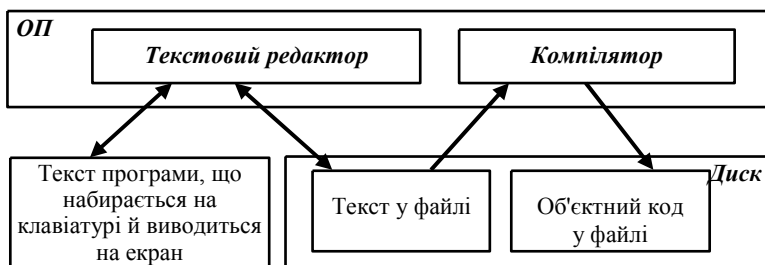 ОП
Текстовий редактор
Компілятор
Текст програми, що
набирається на
клавіатурі й виводиться
на екран
Диск
Текст у файлі
Об'єктний код
у файлі